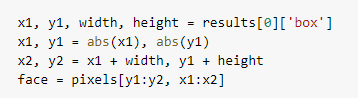 x1, y1, width, height = results[0]['box']
x1, y1 = abs(x1), abs(y1)
x2, y2 = x1 + width, y1 + height
face = pixels[y1:y2, x1:x2]